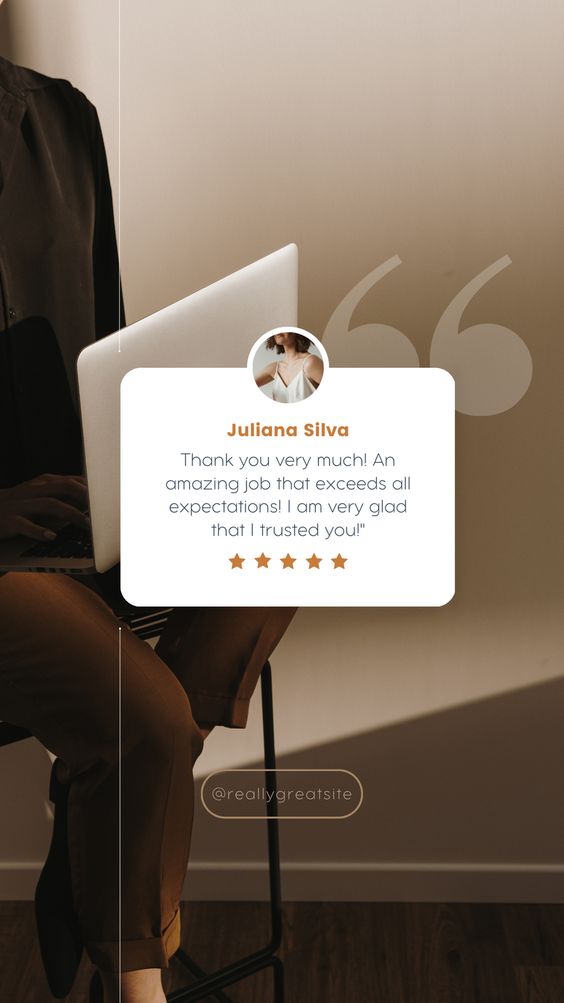 Juliana Silva
Thank you very much! An
amazing job that exceeds all
expectations! I am very glad
that I trusted you!"
@reallygreatsite